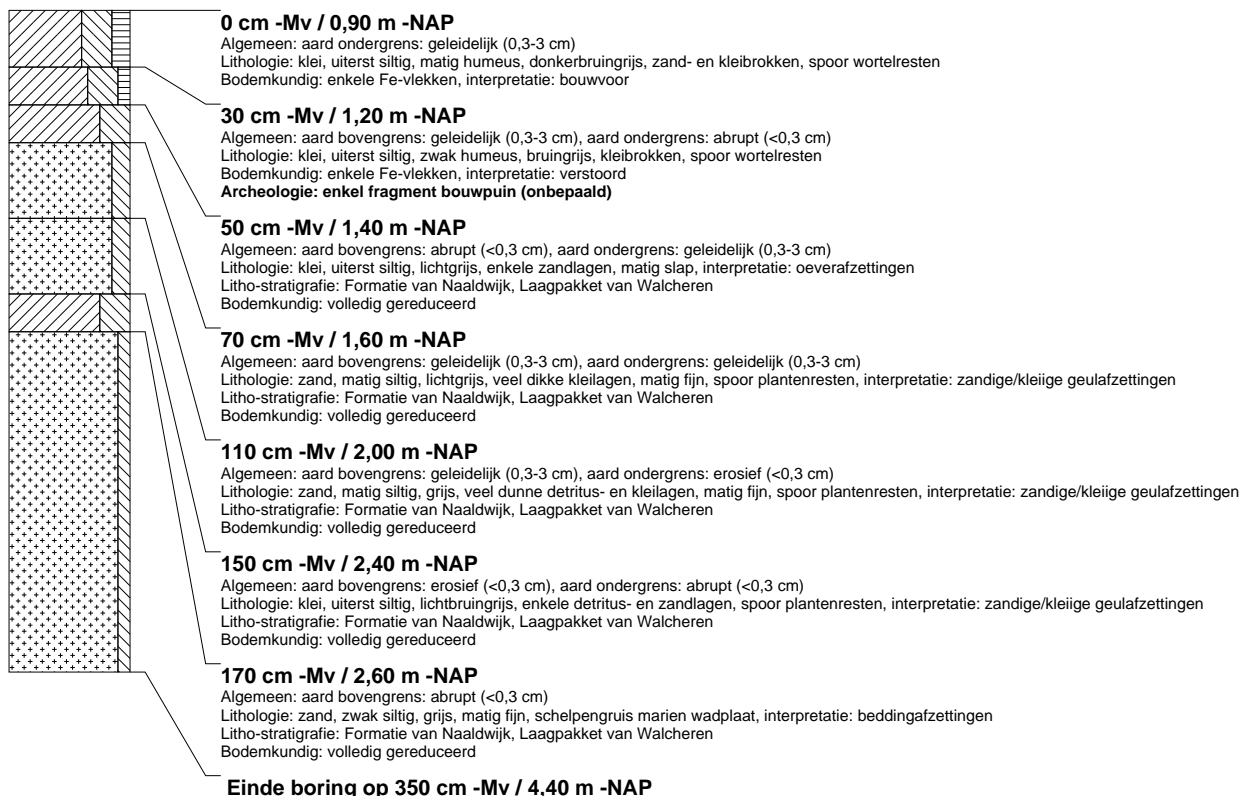 0 cm -Mv / 0,90 m -NAP
Algemeen: aard ondergrens: geleidelijk (0,3-3 cm)
Lithologie: klei, uiterst siltig, matig humeus, donkerbruingrijs, zand- en kleibrokken, spoor wortelresten
Bodemkundig: enkele Fe-vlekken, interpretatie: bouwvoor
30 cm -Mv / 1,20 m -NAP
Algemeen: aard bovengrens: geleidelijk (0,3-3 cm), aard ondergrens: abrupt (<0,3 cm)
Lithologie: klei, uiterst siltig, zwak humeus, bruingrijs, kleibrokken, spoor wortelresten
Bodemkundig: enkele Fe-vlekken, interpretatie: verstoord
Archeologie: enkel fragment bouwpuin (onbepaald)
50 cm -Mv / 1,40 m -NAP
Algemeen: aard bovengrens: abrupt (<0,3 cm), aard ondergrens: geleidelijk (0,3-3 cm)
Lithologie: klei, uiterst siltig, lichtgrijs, enkele zandlagen, matig slap, interpretatie: oeverafzettingen
Litho-stratigrafie: Formatie van Naaldwijk, Laagpakket van Walcheren
Bodemkundig: volledig gereduceerd
70 cm -Mv / 1,60 m -NAP
Algemeen: aard bovengrens: geleidelijk (0,3-3 cm), aard ondergrens: geleidelijk (0,3-3 cm)
Lithologie: zand, matig siltig, lichtgrijs, veel dikke kleilagen, matig fijn, spoor plantenresten, interpretatie: zandige/kleiige geulafzettingen
Litho-stratigrafie: Formatie van Naaldwijk, Laagpakket van Walcheren
Bodemkundig: volledig gereduceerd
110 cm -Mv / 2,00 m -NAP
Algemeen: aard bovengrens: geleidelijk (0,3-3 cm), aard ondergrens: erosief (<0,3 cm)
Lithologie: zand, matig siltig, grijs, veel dunne detritus- en kleilagen, matig fijn, spoor plantenresten, interpretatie: zandige/kleiige geulafzettingen
Litho-stratigrafie: Formatie van Naaldwijk, Laagpakket van Walcheren
Bodemkundig: volledig gereduceerd
150 cm -Mv / 2,40 m -NAP
Algemeen: aard bovengrens: erosief (<0,3 cm), aard ondergrens: abrupt (<0,3 cm)
Lithologie: klei, uiterst siltig, lichtbruingrijs, enkele detritus- en zandlagen, spoor plantenresten, interpretatie: zandige/kleiige geulafzettingen
Litho-stratigrafie: Formatie van Naaldwijk, Laagpakket van Walcheren
Bodemkundig: volledig gereduceerd
170 cm -Mv / 2,60 m -NAP
Algemeen: aard bovengrens: abrupt (<0,3 cm)
Lithologie: zand, zwak siltig, grijs, matig fijn, schelpengruis marien wadplaat, interpretatie: beddingafzettingen
Litho-stratigrafie: Formatie van Naaldwijk, Laagpakket van Walcheren
Bodemkundig: volledig gereduceerd
Einde boring op 350 cm -Mv / 4,40 m -NAP